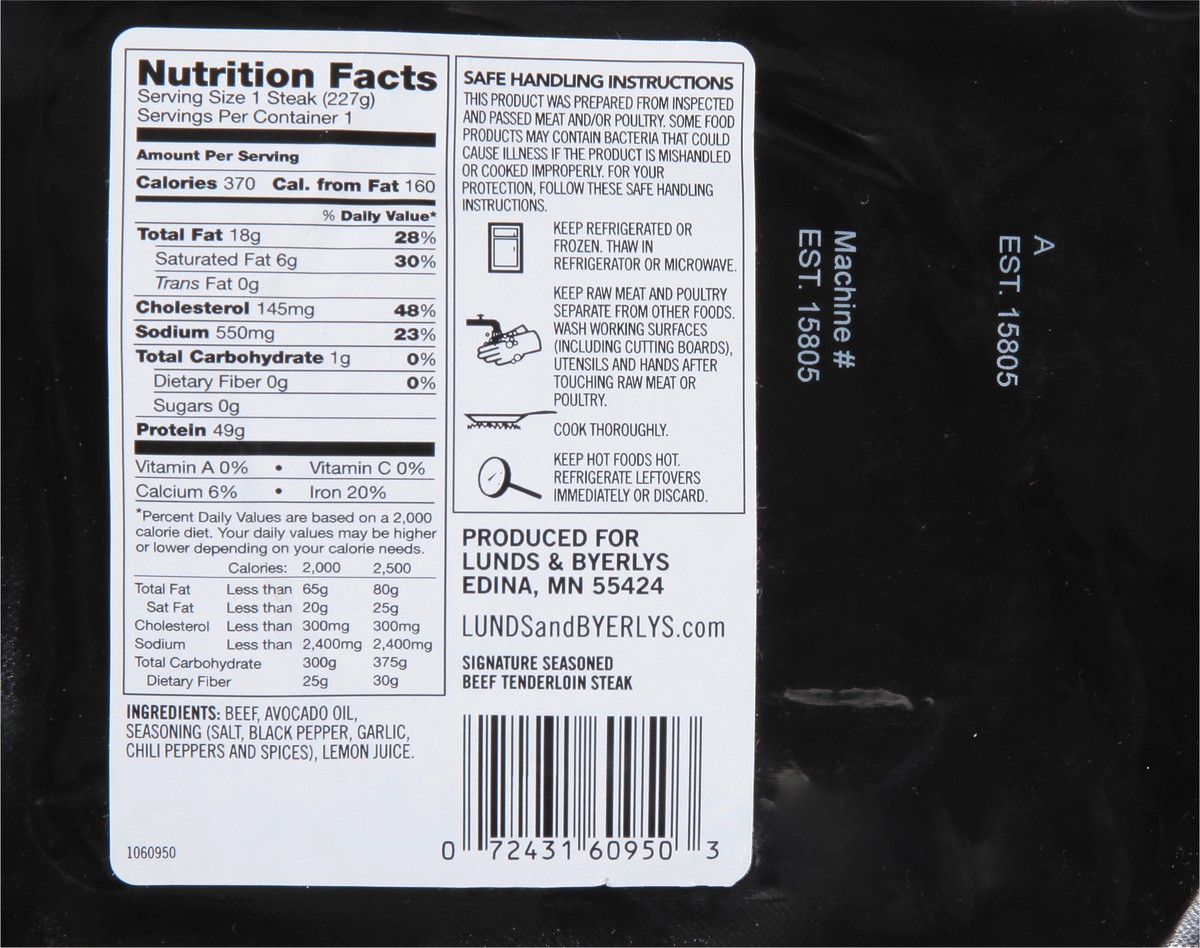 Nutrition Facts
Serving Size 1 Steak (227g)
Servings Per Container 1
Amount Per Serving
Calories 370 Cal. from Fat 160
% Daily Value*
Total Fat 18g 28%
Saturated Fat 6g 30%
Trans Fat 0g
Cholesterol 145mg 48%
Sodium 550mg 23%
Total Carbohydrate 1g 0%
Dietary Fiber 0g 0%
Sugars 0g
Protein 49g
Vitamin A 0% • Vitamin C 0%
Calcium 6% • Iron 20%
*Percent Daily Values are based on a 2,000
calorie diet. Your daily values may be higher
or lower depending on your calorie needs.
Calories: 2,000 2,500
Total Fat Less than 65g 80g
Sat Fat Less than 20g 25g
Cholesterol Less than 300mg 300mg
Sodium Less than 2,400mg 2,400mg
Total Carbohydrate 300g 375g
Dietary Fiber 25g 30g
INGREDIENTS: BEEF, AVOCADO OIL,
SEASONING (SALT, BLACK PEPPER, GARLIC,
CHILI PEPPERS AND SPICES), LEMON JUICE.
1060950
SAFE HANDLING INSTRUCTIONS
THIS PRODUCT WAS PREPARED FROM INSPECTED
AND PASSED MEAT AND/OR POULTRY. SOME FOOD
PRODUCTS MAY CONTAIN BACTERIA THAT COULD
CAUSE ILLNESS IF THE PRODUCT IS MISHANDLED
OR COOKED IMPROPERLY. FOR YOUR
PROTECTION, FOLLOW THESE SAFE HANDLING
INSTRUCTIONS.
KEEP REFRIGERATED OR
FROZEN. THAW IN
REFRIGERATOR OR MICROWAVE.
KEEP RAW MEAT AND POULTRY
SEPARATE FROM OTHER FOODS.
WASH WORKING SURFACES
(INCLUDING CUTTING BOARDS),
UTENSILS AND HANDS AFTER
TOUCHING RAW MEAT OR
POULTRY.
COOK THOROUGHLY.
KEEP HOT FOODS HOT.
REFRIGERATE LEFTOVERS
IMMEDIATELY OR DISCARD.
PRODUCED FOR
LUNDS & BYERLYS
EDINA, MN 55424
LUNDSandBYERLYS.com
SIGNATURE SEASONED
BEEF TENDERLOIN STEAK
0 72431 60950 3
Machine #
EST. 15805
A
EST. 15805